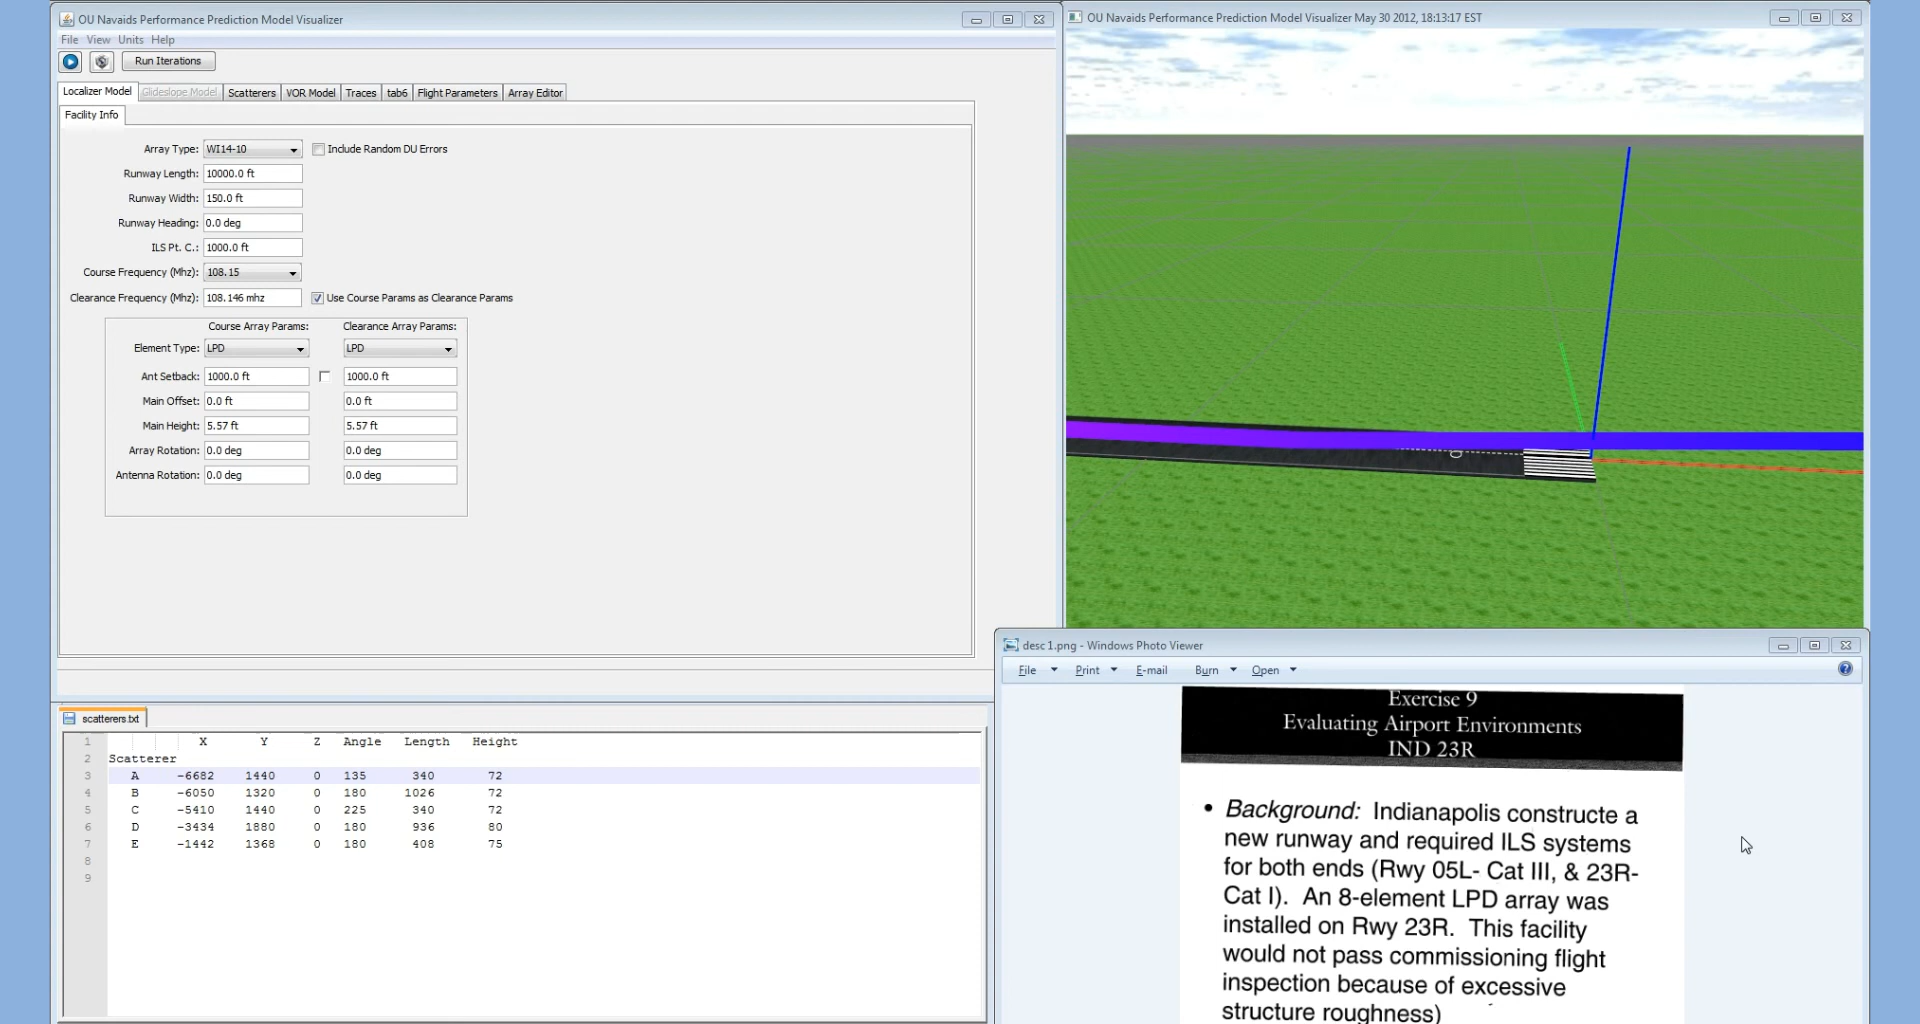 OU Navaids Performance Prediction Model Visualizer
File View Units Help
Run Iterations
Localizer Model Glideslope Model Scatterers VOR Model Traces tab6 Flight Parameters Array Editor
Facility Info
Array Type: WI14-10 Include Random DU Errors
Runway Length: 10000.0 ft
Runway Width: 150.0 ft
Runway Heading: 0.0 deg
ILS Pt. C.: 1000.0 ft
Course Frequency (Mhz): 108.15
Clearance Frequency (Mhz): 108.146 mhz Use Course Params as Clearance Params
Course Array Params: Clearance Array Params:
Element Type: LPD LPD
Ant Setback: 1000.0 ft 1000.0 ft
Main Offset: 0.0 ft 0.0 ft
Main Height: 5.57 ft 5.57 ft
Array Rotation: 0.0 deg 0.0 deg
Antenna Rotation: 0.0 deg 0.0 deg
OU Navaids Performance Prediction Model Visualizer May 30 2012, 18:13:17 EST
scatterers.txt
1 X Y Z Angle Length Height
2 Scatterer
3 A -6682 1440 0 135 340 72
4 B -6050 1320 0 180 1026 72
5 C -5410 1440 0 225 340 72
6 D -3434 1880 0 180 936 80
7 E -1442 1368 0 180 408 75
8
9
desc 1.png - Windows Photo Viewer
File Print E-mail Burn Open
Exercise 9
Evaluating Airport Environments
IND 23R
• Background: Indianapolis constructe a
new runway and required ILS systems
for both ends (Rwy 05L- Cat III, & 23R-
Cat I). An 8-element LPD array was
installed on Rwy 23R. This facility
would not pass commissioning flight
inspection because of excessive
structure roughness)